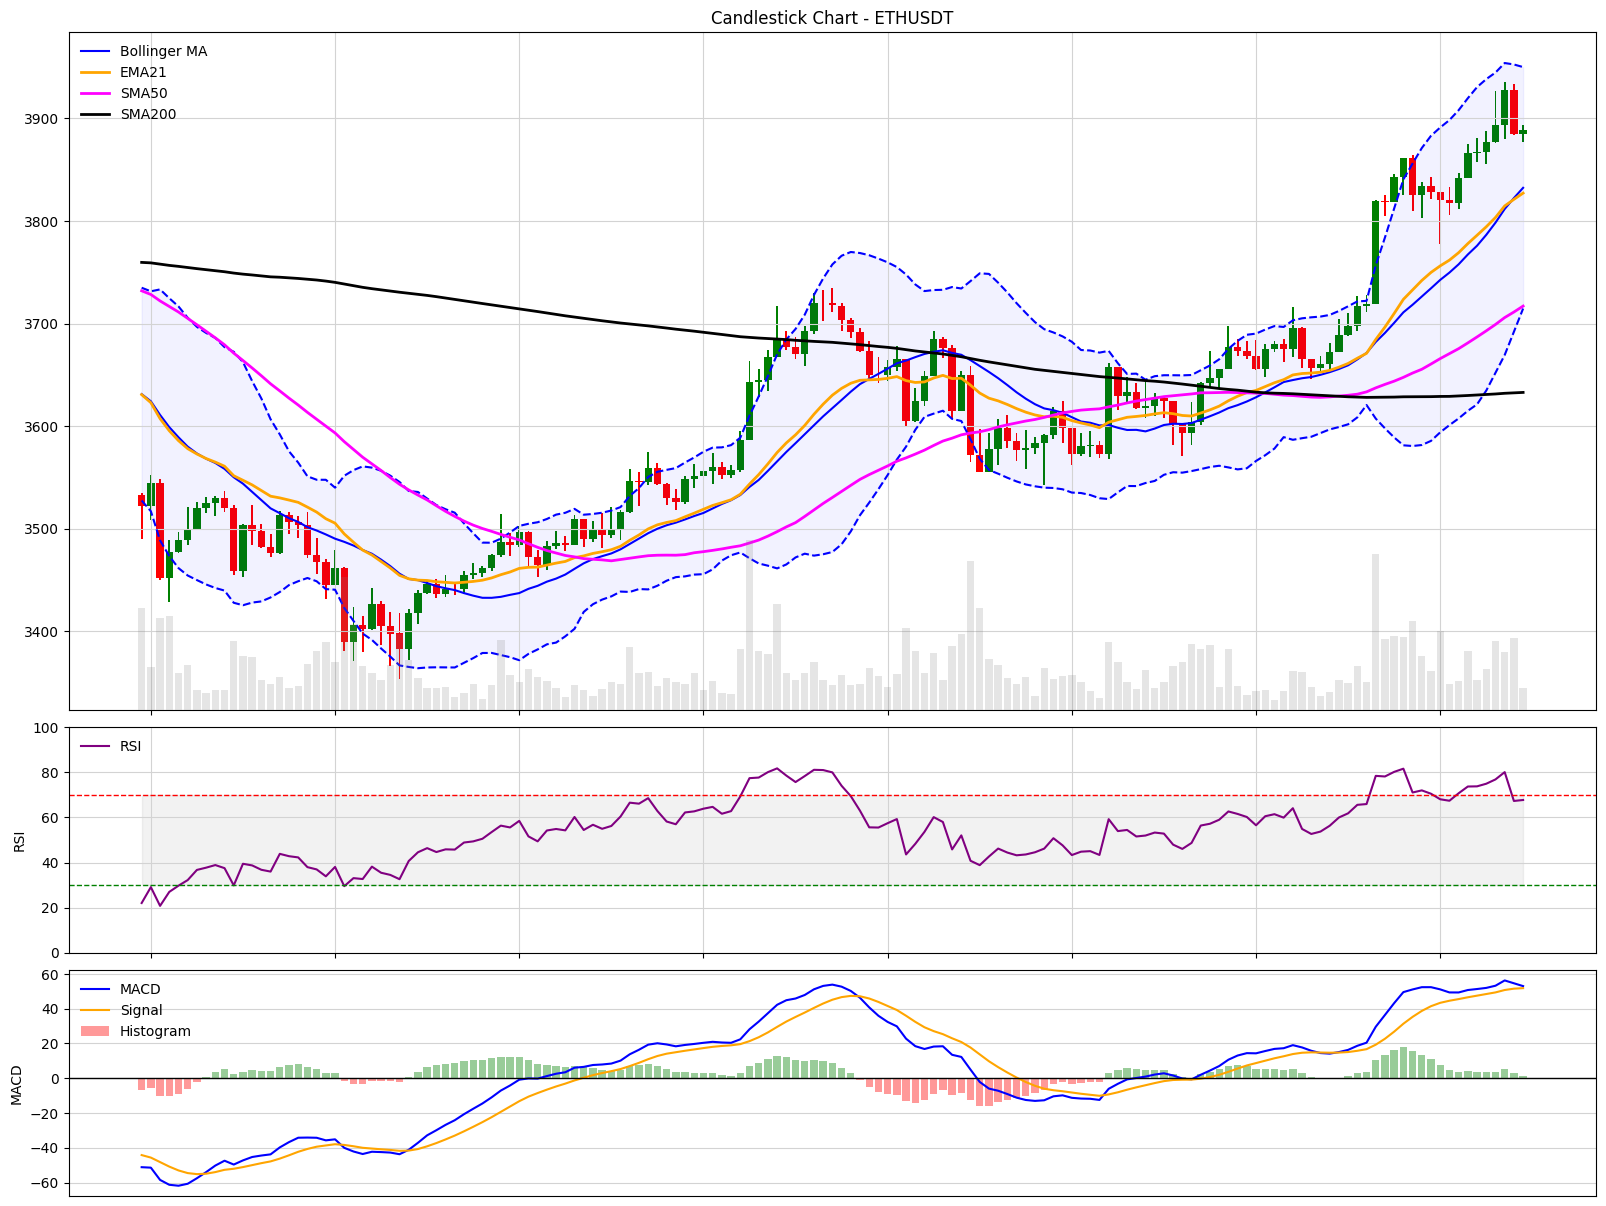 Candlestick Chart - ETHUSDT
Bollinger MA
EMA21
SMA50
SMA200
3900
3800
3700
3600
3500
3400
100
80
60
40
20
0
RSI
RSI
60
40
20
0
−20
−40
−60
MACD
MACD
Signal
Histogram